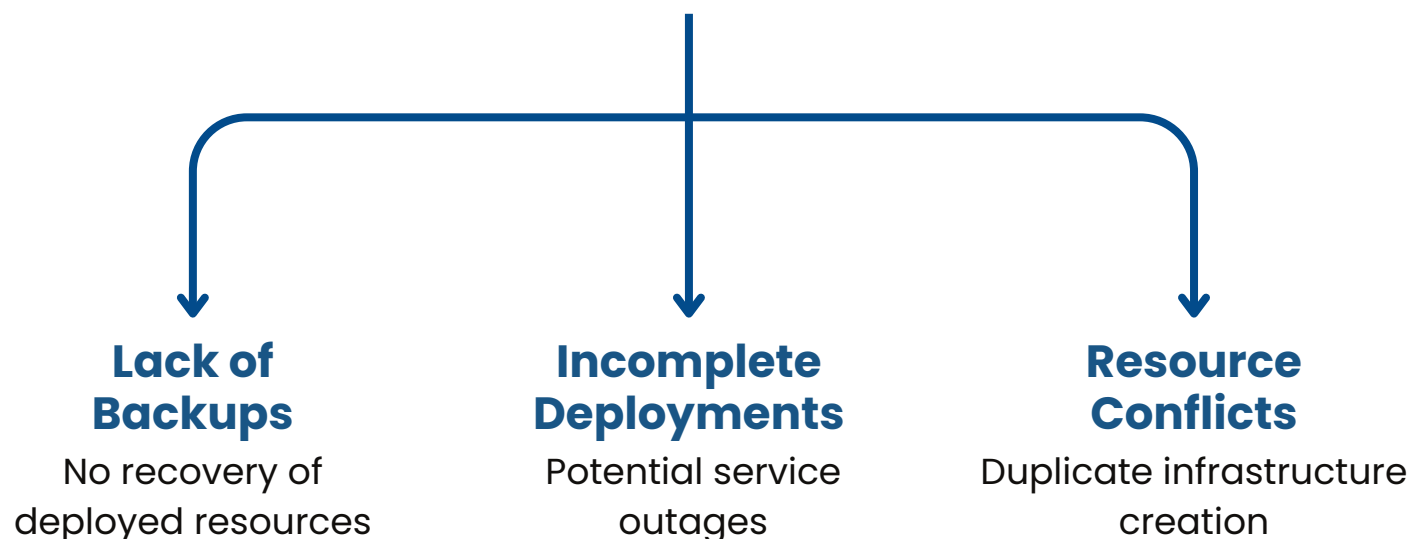 Lack of
Backups
No recovery of
deployed resources
Incomplete
Deployments
Potential service
outages
Resource
Conflicts
Duplicate infrastructure
creation